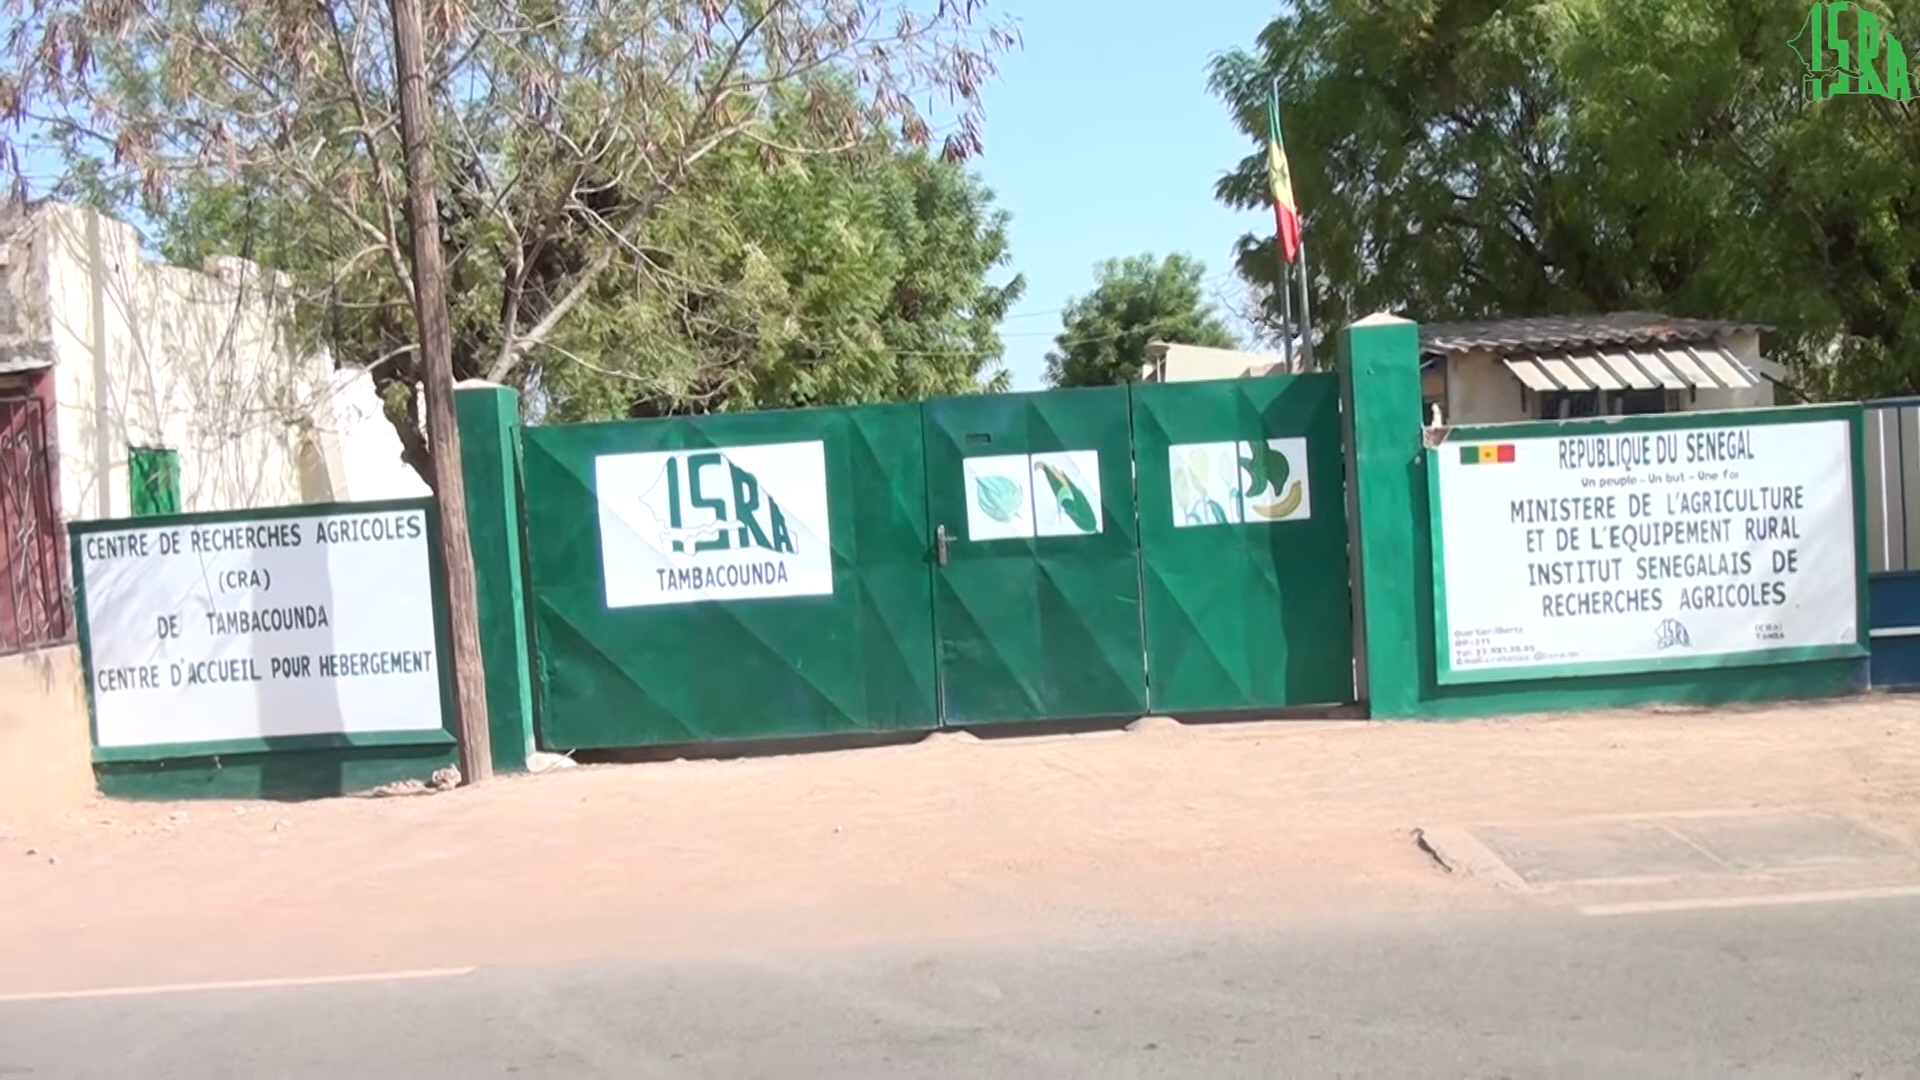 ISRA
CENTRE DE RECHERCHES AGRICOLES
(CRA)
DE TAMBACOUNDA
CENTRE D'ACCUEIL POUR HEBERGEMENT
ISRA
TAMBACOUNDA
REPUBLIQUE DU SENEGAL
Un peuple - Un but - Une foi
MINISTERE DE L'AGRICULTURE
ET DE L'EQUIPEMENT RURAL
INSTITUT SENEGALAIS DE
RECHERCHES AGRICOLES
ISRA
(CRA)
TAMBA